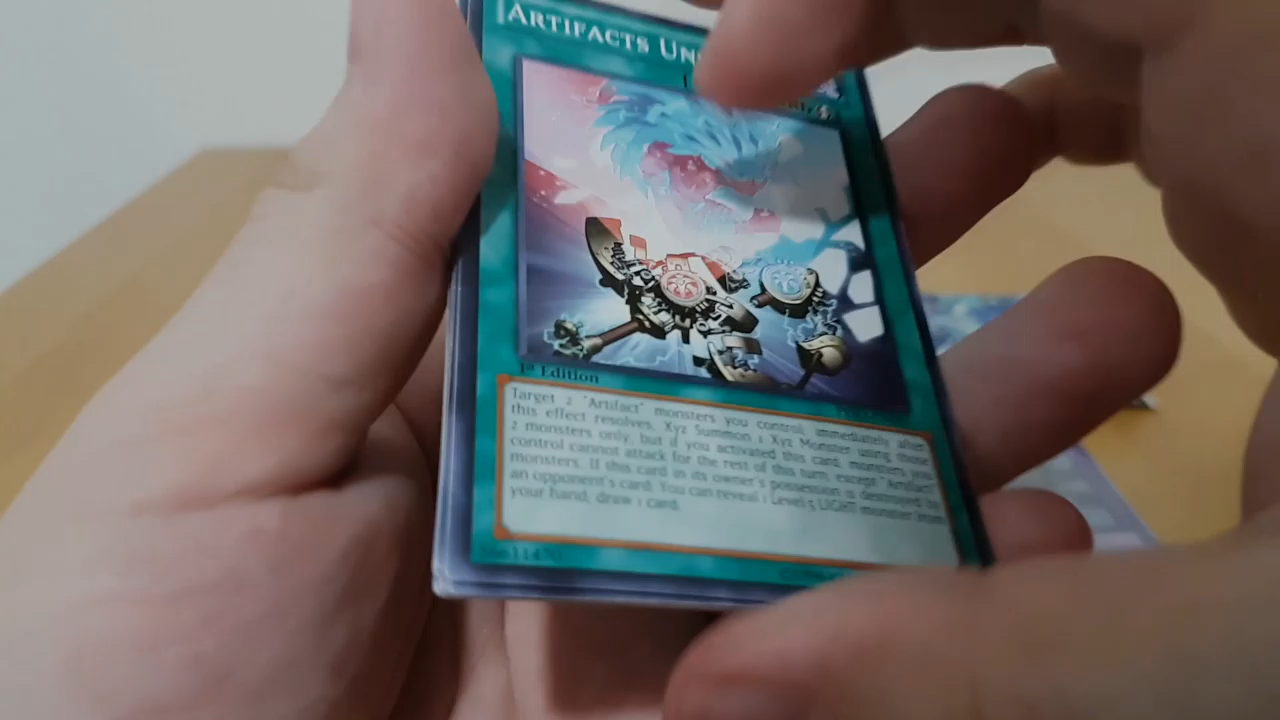 ARTIFACTS UN
1st Edition
Target 2 "Artifact" monsters you control; immediately after
this effect resolves, Xyz Summon 1 Xyz Monster using those
2 monsters only, but if you activated this card, monsters you
control cannot attack for the rest of this turn, except "Artifact"
monsters. If this card in its owner's possession is destroyed by
an opponent's card: You can reveal 1 Level 5 LIGHT monster from
your hand; draw 1 card.